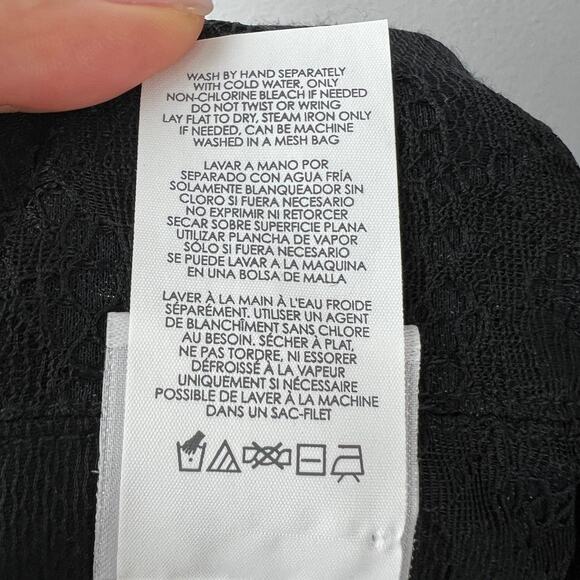 WASH BY HAND SEPARATELY
WITH COLD WATER, ONLY
NON-CHLORINE BLEACH IF NEEDED
DO NOT TWIST OR WRING
LAY FLAT TO DRY, STEAM IRON ONLY
IF NEEDED, CAN BE MACHINE
WASHED IN A MESH BAG
LAVAR A MANO POR
SEPARADO CON AGUA FRÍA
SOLAMENTE BLANQUEADOR SIN
CLORO SI FUERA NECESARIO
NO EXPRIMIR NI RETORCER
SECAR SOBRE SUPERFICIE PLANA
UTILIZAR PLANCHA DE VAPOR
SÓLO SI FUERA NECESARIO
SE PUEDE LAVAR A LA MAQUINA
EN UNA BOLSA DE MALLA
LAVER À LA MAIN À L'EAU FROIDE
SÉPARÉMENT. UTILISER UN AGENT
DE BLANCHÎMENT SANS CHLORE
AU BESOIN. SÉCHER À PLAT,
NE PAS TORDRE, NI ESSORER
DÉFROISSÉ À LA VAPEUR
UNIQUEMENT SI NÉCESSAIRE
POSSIBLE DE LAVER À LA MACHINE
DANS UN SAC-FILET